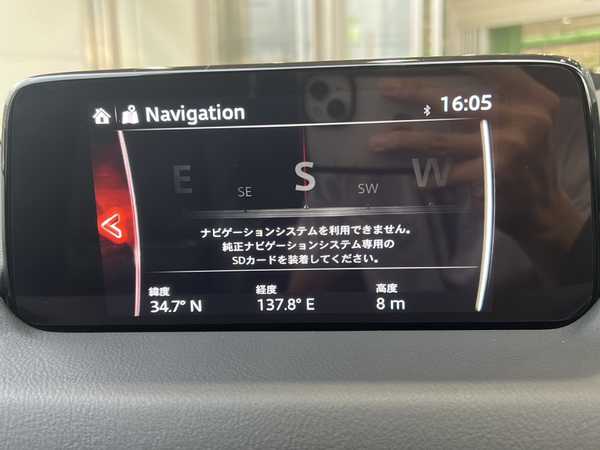 Navigation
16:05
E SE S SW W
ナビゲーションシステムを利用できません。
純正ナビゲーションシステム専用の
SDカードを装着してください。
緯度 経度 高度
34.7° N 137.8° E 8 m